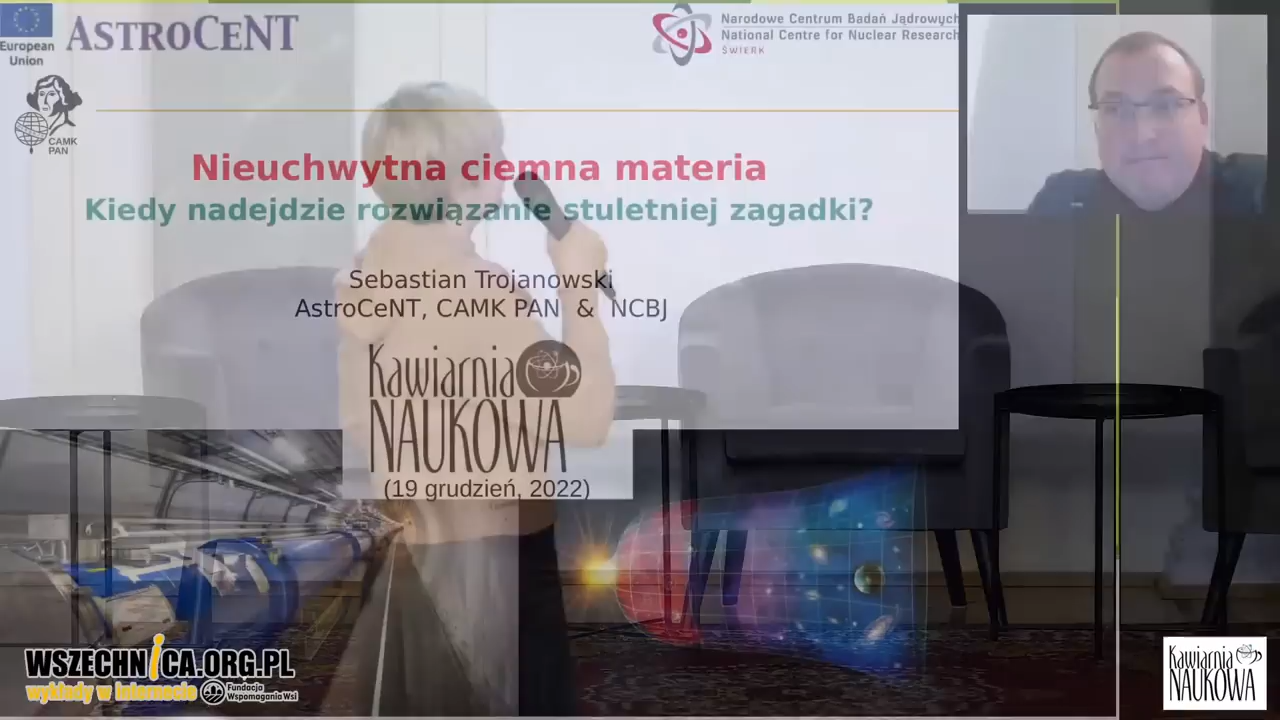 European
Union
ASTROCENT
CAMK
PAN
Narodowe Centrum Badań Jądrowych
National Centre for Nuclear Research
ŚWIERK
Nieuchwytna ciemna materia
Kiedy nadejdzie rozwiązanie stuletniej zagadki?
Sebastian Trojanowski
AstroCeNT, CAMK PAN & NCBJ
Kawiarnia
NAUKOWA
(19 grudzień, 2022)
WSZECHNiCA.ORG.PL
wykłady w internecie
Fundacja
Wspomagania Wsi
Kawiarnia
NAUKOWA